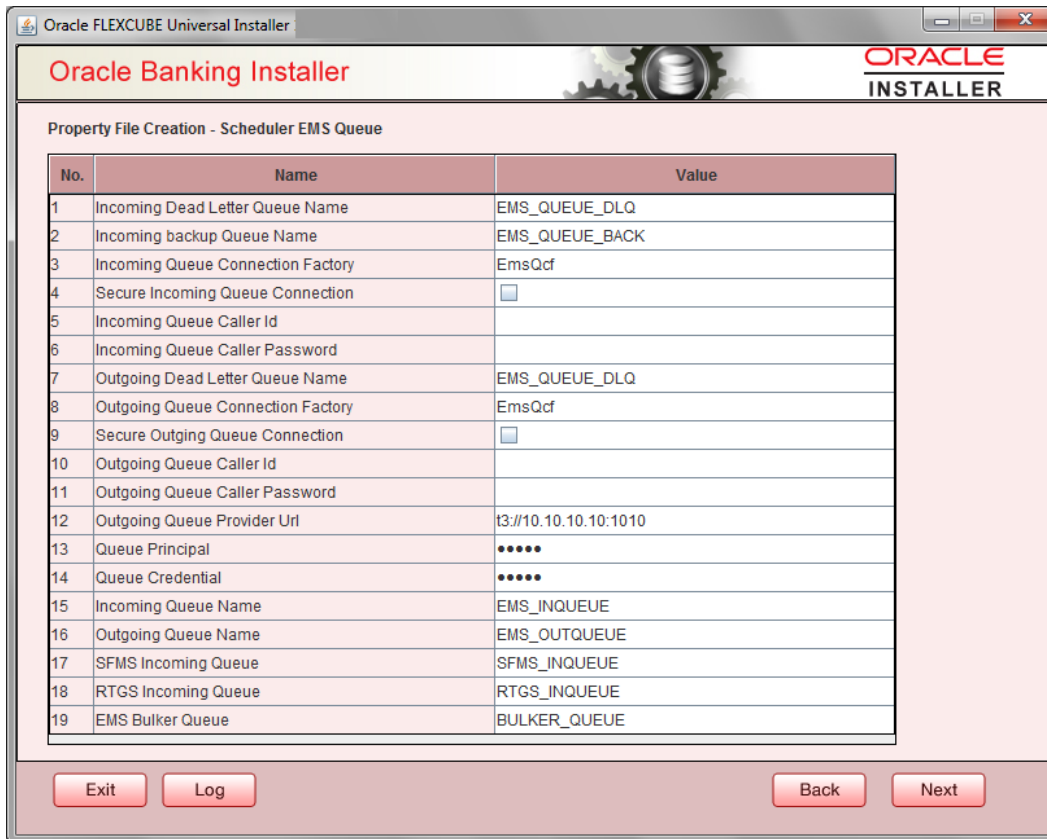 Oracle FLEXCUBE Universal Installer
Oracle Banking Installer
ORACLE
INSTALLER
Property File Creation - Scheduler EMS Queue
No. Name Value
1 Incoming Dead Letter Queue Name EMS_QUEUE_DLQ
2 Incoming backup Queue Name EMS_QUEUE_BACK
3 Incoming Queue Connection Factory EmsQcf
4 Secure Incoming Queue Connection
5 Incoming Queue Caller Id
6 Incoming Queue Caller Password
7 Outgoing Dead Letter Queue Name EMS_QUEUE_DLQ
8 Outgoing Queue Connection Factory EmsQcf
9 Secure Outging Queue Connection
10 Outgoing Queue Caller Id
11 Outgoing Queue Caller Password
12 Outgoing Queue Provider Url t3://10.10.10.10:1010
13 Queue Principal •••••
14 Queue Credential •••••
15 Incoming Queue Name EMS_INQUEUE
16 Outgoing Queue Name EMS_OUTQUEUE
17 SFMS Incoming Queue SFMS_INQUEUE
18 RTGS Incoming Queue RTGS_INQUEUE
19 EMS Bulker Queue BULKER_QUEUE
Exit Log Back Next